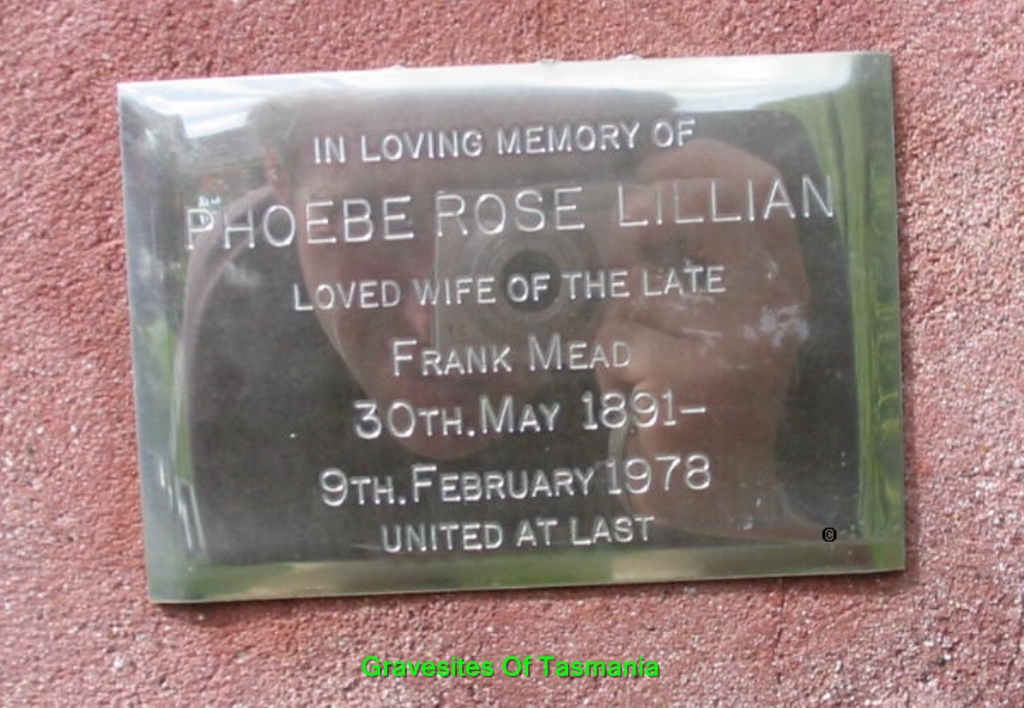 IN LOVING MEMORY OF
PHOEBE ROSE LILLIAN
LOVED WIFE OF THE LATE
FRANK MEAD
30TH. MAY 1891–
9TH. FEBRUARY 1978
UNITED AT LAST
©
Gravesites Of Tasmania